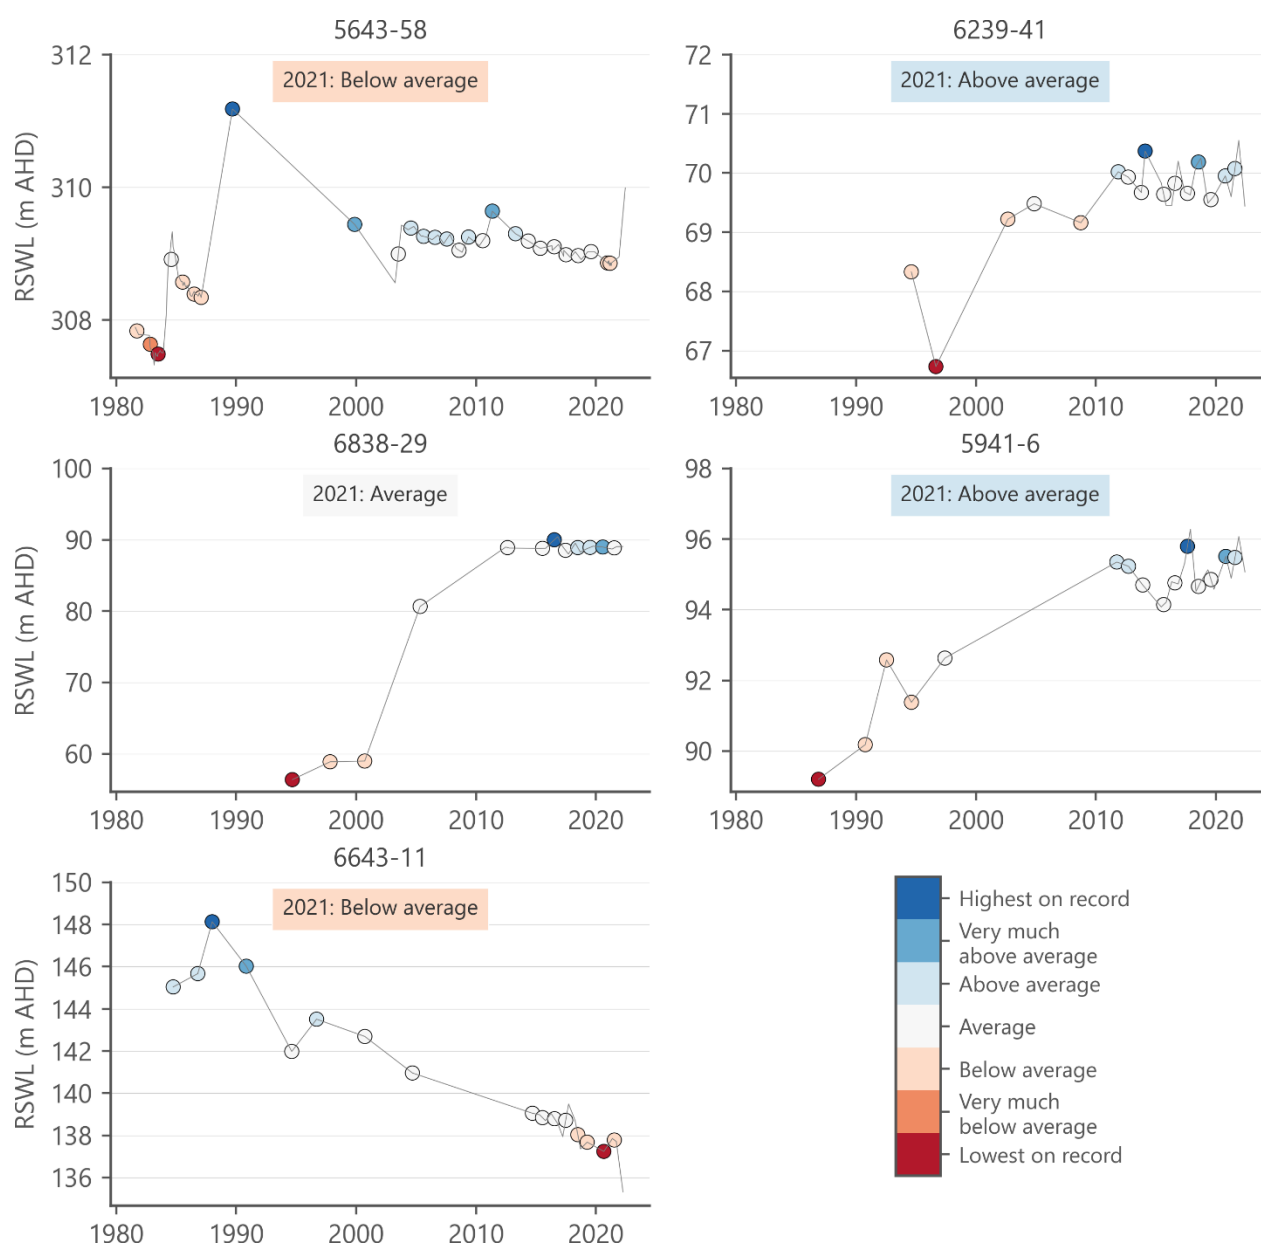 5643-58
2021: Below average
RSWL (m AHD)
312
310
308
1980 1990 2000 2010 2020
6239-41
2021: Above average
72
71
70
69
68
67
1980 1990 2000 2010 2020
6838-29
2021: Average
RSWL (m AHD)
100
90
80
70
60
1980 1990 2000 2010 2020
5941-6
2021: Above average
98
96
94
92
90
1980 1990 2000 2010 2020
6643-11
2021: Below average
RSWL (m AHD)
150
148
146
144
142
140
138
136
1980 1990 2000 2010 2020
Highest on record
Very much
above average
Above average
Average
Below average
Very much
below average
Lowest on record